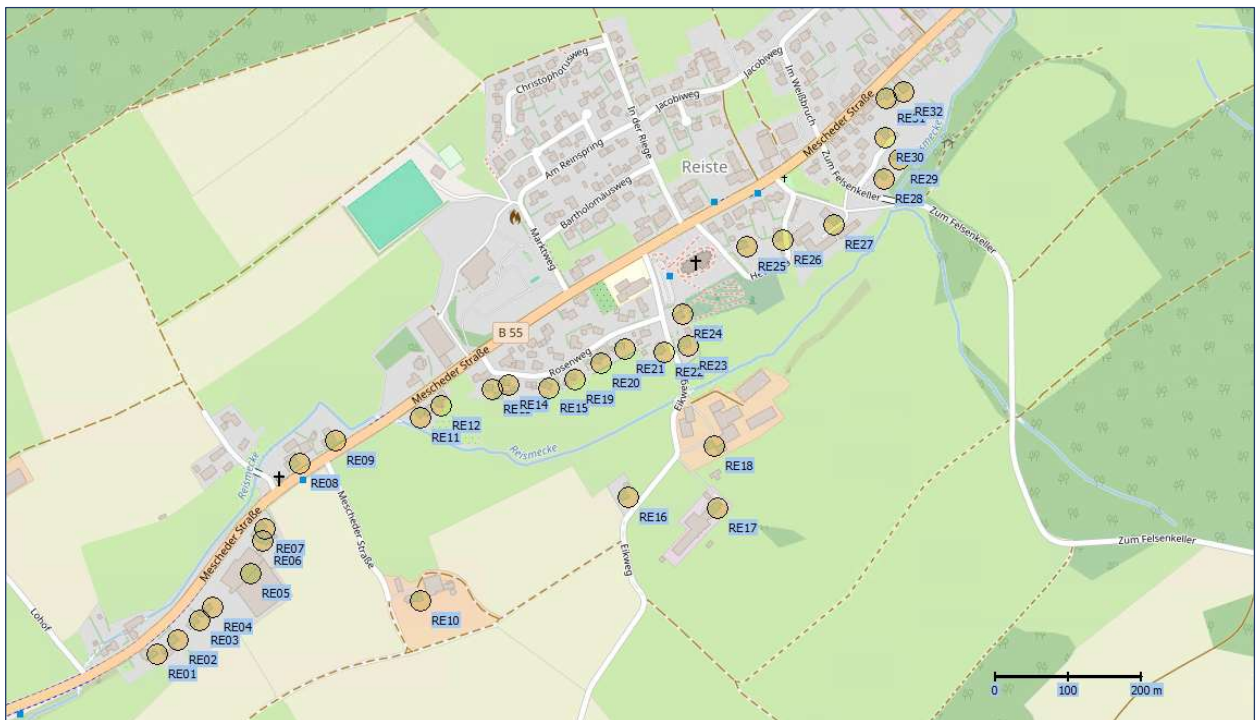 Christophorusweg
Jacobiweg
Jacobiweg
In der Riege
Im Weißbruch
Mescheder Straße
Am Reinspring
Reiste
Bartholomäusweg
Zum Felsenkeller
Zum Felsenkeller
Marktweg
RE32
RE31
RE30
RE29
RE28
RE27
RE26
RE25
B 55
RE24
RE23
RE22
RE21
RE20
RE19
RE15
RE14
RE12
RE11
Rosenweg
Mescheder Straße
Eikweg
Reismecke
RE09
RE08
Reismecke
RE18
RE16
RE17
Mescheder Straße
Mescheder Straße
RE07
RE06
RE05
Eikweg
Zum Felsenkeller
RE10
RE04
RE03
RE02
RE01
Lohof
0 100 200 m